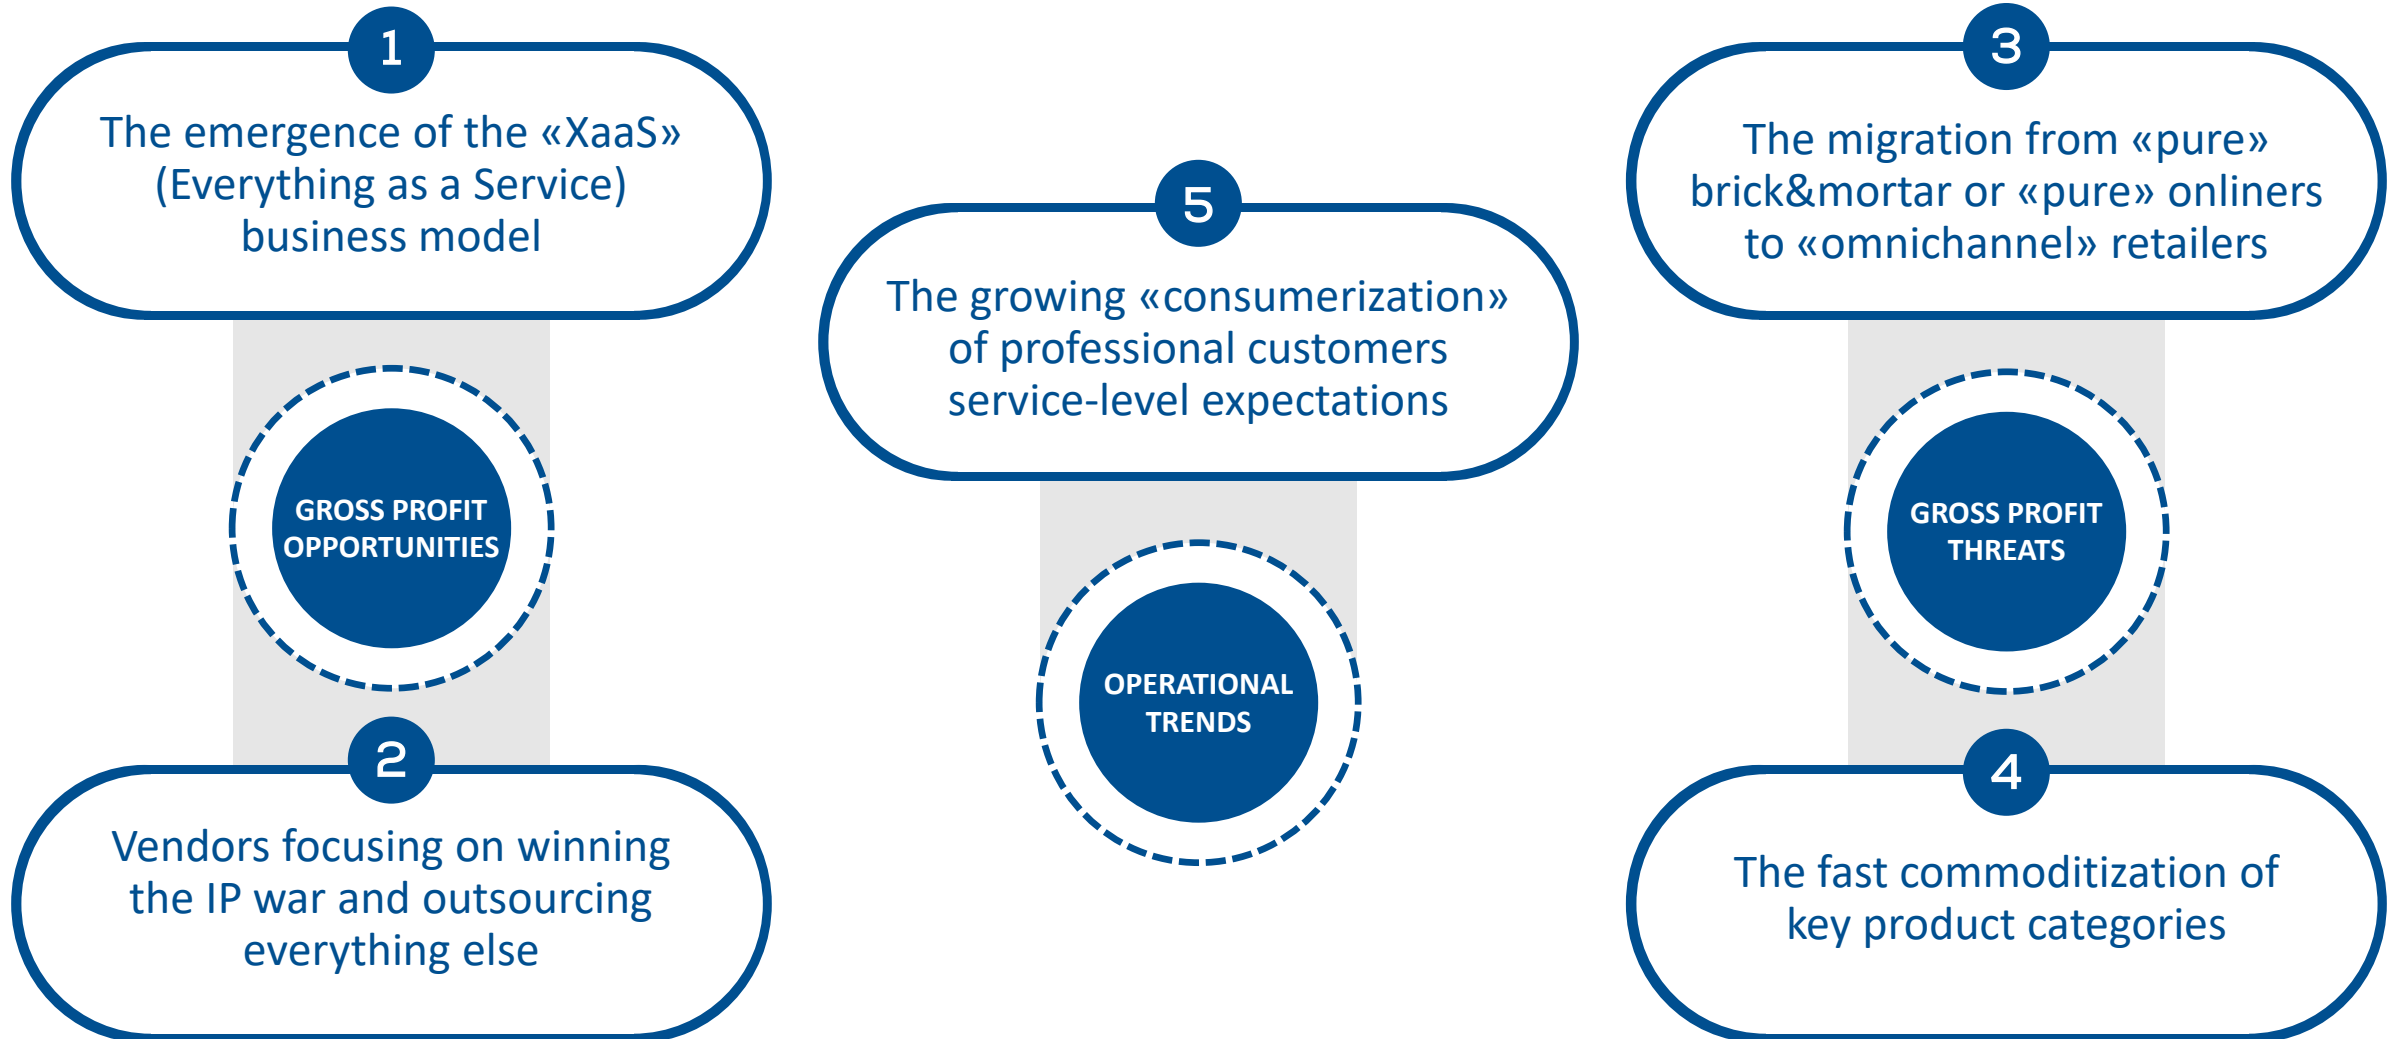 1
The emergence of the «XaaS»
(Everything as a Service)
business model
GROSS PROFIT
OPPORTUNITIES
2
Vendors focusing on winning
the IP war and outsourcing
everything else
5
The growing «consumerization»
of professional customers
service-level expectations
OPERATIONAL
TRENDS
3
The migration from «pure»
brick&mortar or «pure» onliners
to «omnichannel» retailers
GROSS PROFIT
THREATS
4
The fast commoditization of
key product categories